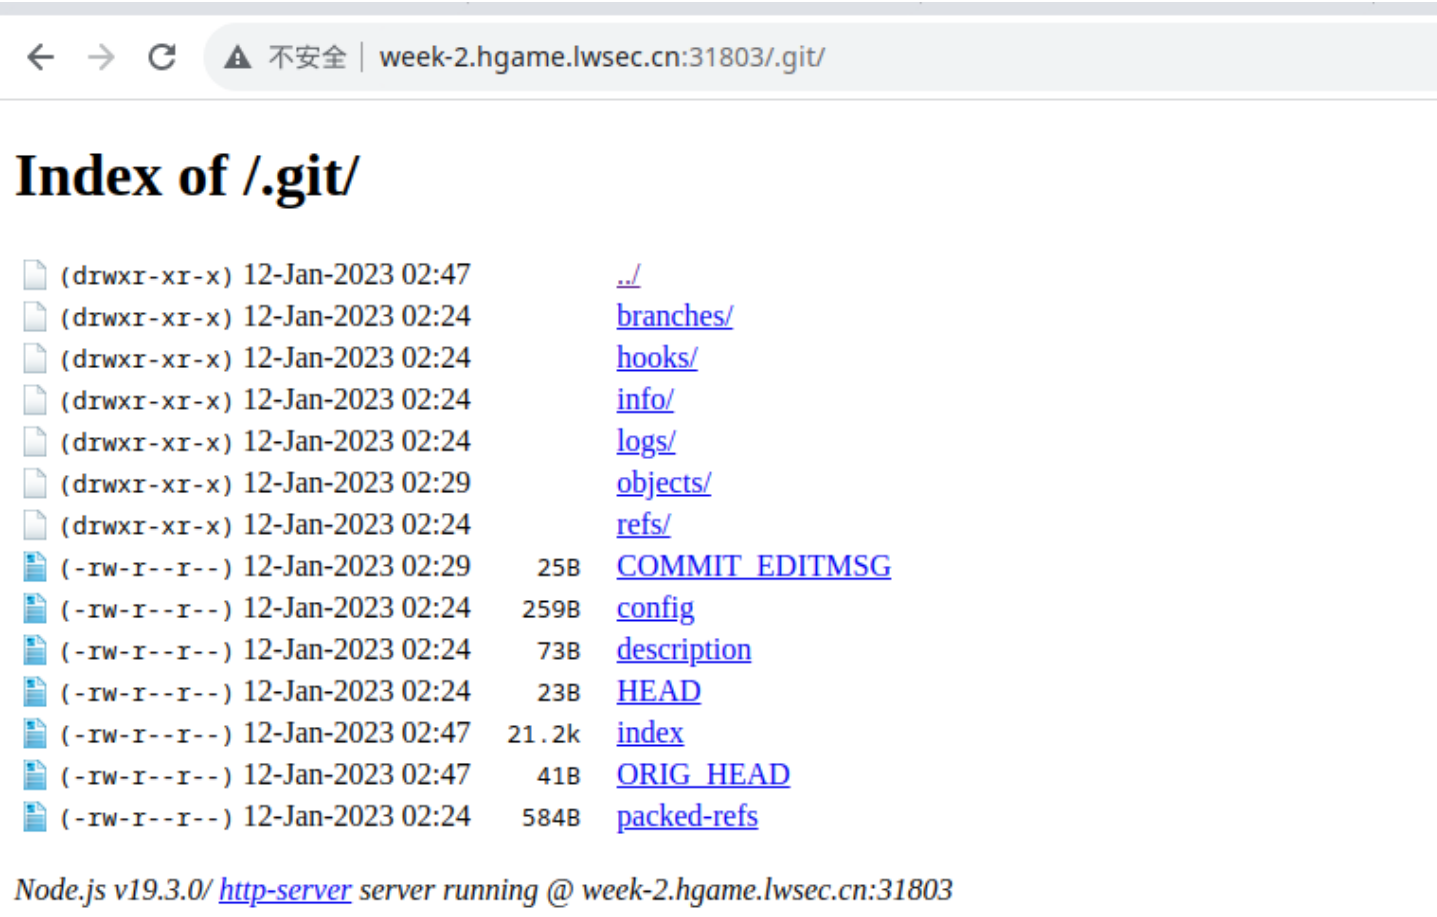 不安全 week-2.hgame.lwsec.cn:31803/.git/
Index of /.git/
(drwxr-xr-x) 12-Jan-2023 02:47 ../
(drwxr-xr-x) 12-Jan-2023 02:24 branches/
(drwxr-xr-x) 12-Jan-2023 02:24 hooks/
(drwxr-xr-x) 12-Jan-2023 02:24 info/
(drwxr-xr-x) 12-Jan-2023 02:24 logs/
(drwxr-xr-x) 12-Jan-2023 02:29 objects/
(drwxr-xr-x) 12-Jan-2023 02:24 refs/
(-rw-r--r--) 12-Jan-2023 02:29 25B COMMIT_EDITMSG
(-rw-r--r--) 12-Jan-2023 02:24 259B config
(-rw-r--r--) 12-Jan-2023 02:24 73B description
(-rw-r--r--) 12-Jan-2023 02:24 23B HEAD
(-rw-r--r--) 12-Jan-2023 02:47 21.2k index
(-rw-r--r--) 12-Jan-2023 02:47 41B ORIG_HEAD
(-rw-r--r--) 12-Jan-2023 02:24 584B packed-refs
Node.js v19.3.0/ http-server server running @ week-2.hgame.lwsec.cn:31803